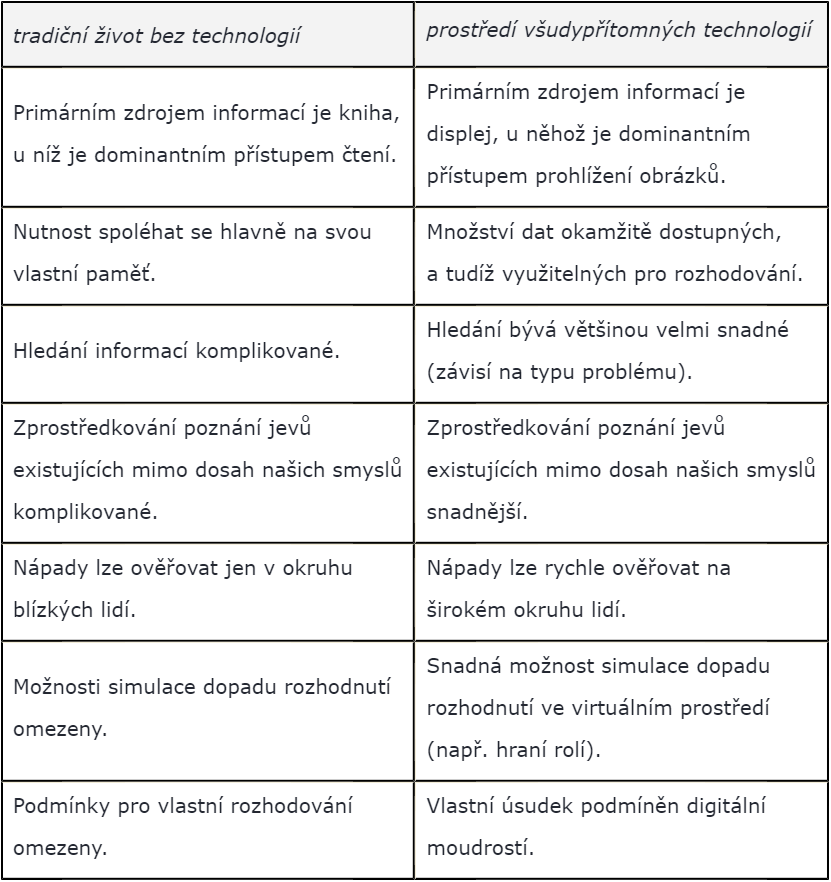 tradiční život bez technologií
prostředí všudypřítomných technologií
Primárním zdrojem informací je kniha,
u níž je dominantním přístupem čtení.
Primárním zdrojem informací je
displej, u něhož je dominantním
přístupem prohlížení obrázků.
Nutnost spoléhat se hlavně na svou
vlastní paměť.
Množství dat okamžitě dostupných,
a tudíž využitelných pro rozhodování.
Hledání informací komplikované.
Hledání bývá většinou velmi snadné
(závisí na typu problému).
Zprostředkování poznání jevů
existujících mimo dosah našich smyslů
komplikované.
Zprostředkování poznání jevů
existujících mimo dosah našich smyslů
snadnější.
Nápady lze ověřovat jen v okruhu
blízkých lidí.
Nápady lze rychle ověřovat na
širokém okruhu lidí.
Možnosti simulace dopadu rozhodnutí
omezeny.
Snadná možnost simulace dopadu
rozhodnutí ve virtuálním prostředí
(např. hraní rolí).
Podmínky pro vlastní rozhodování
omezeny.
Vlastní úsudek podmíněn digitální
moudrostí.